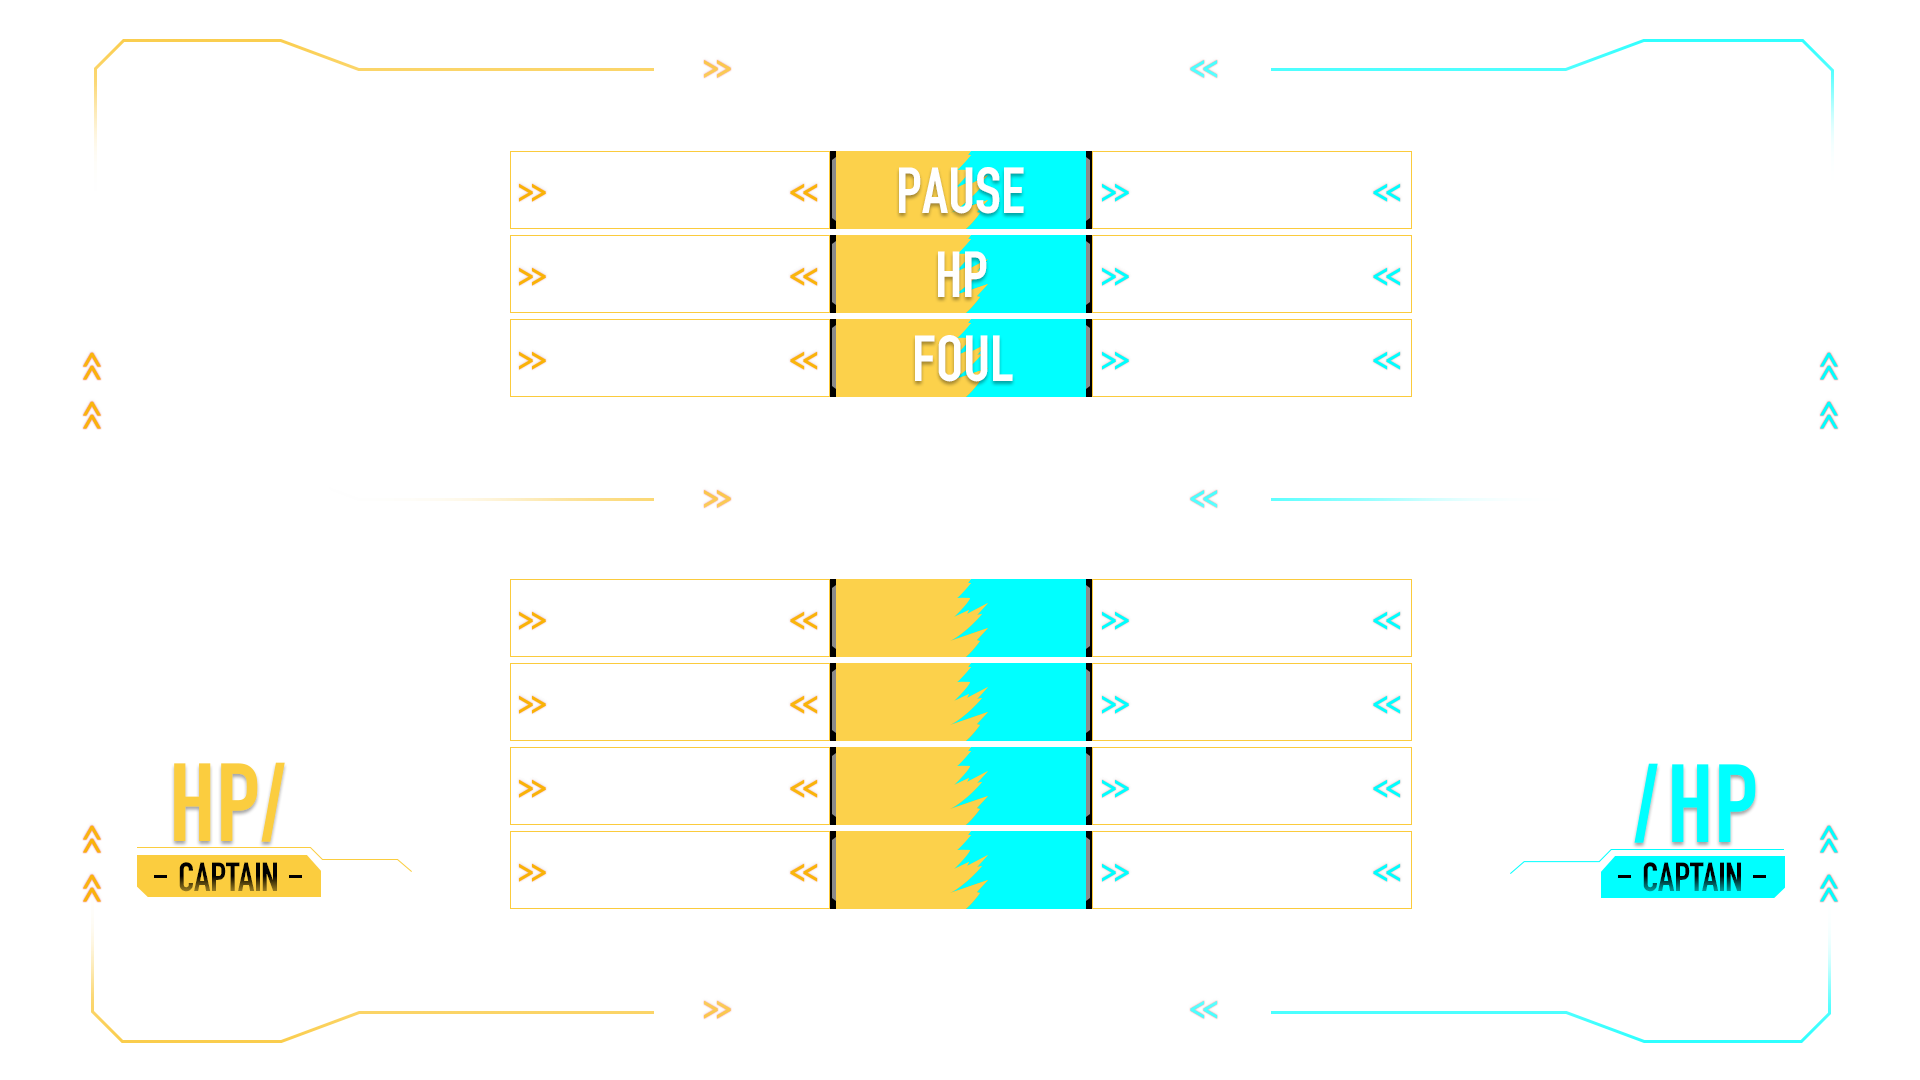 PAUSE
HP
FOUL
HP/
- CAPTAIN -
/HP
- CAPTAIN -